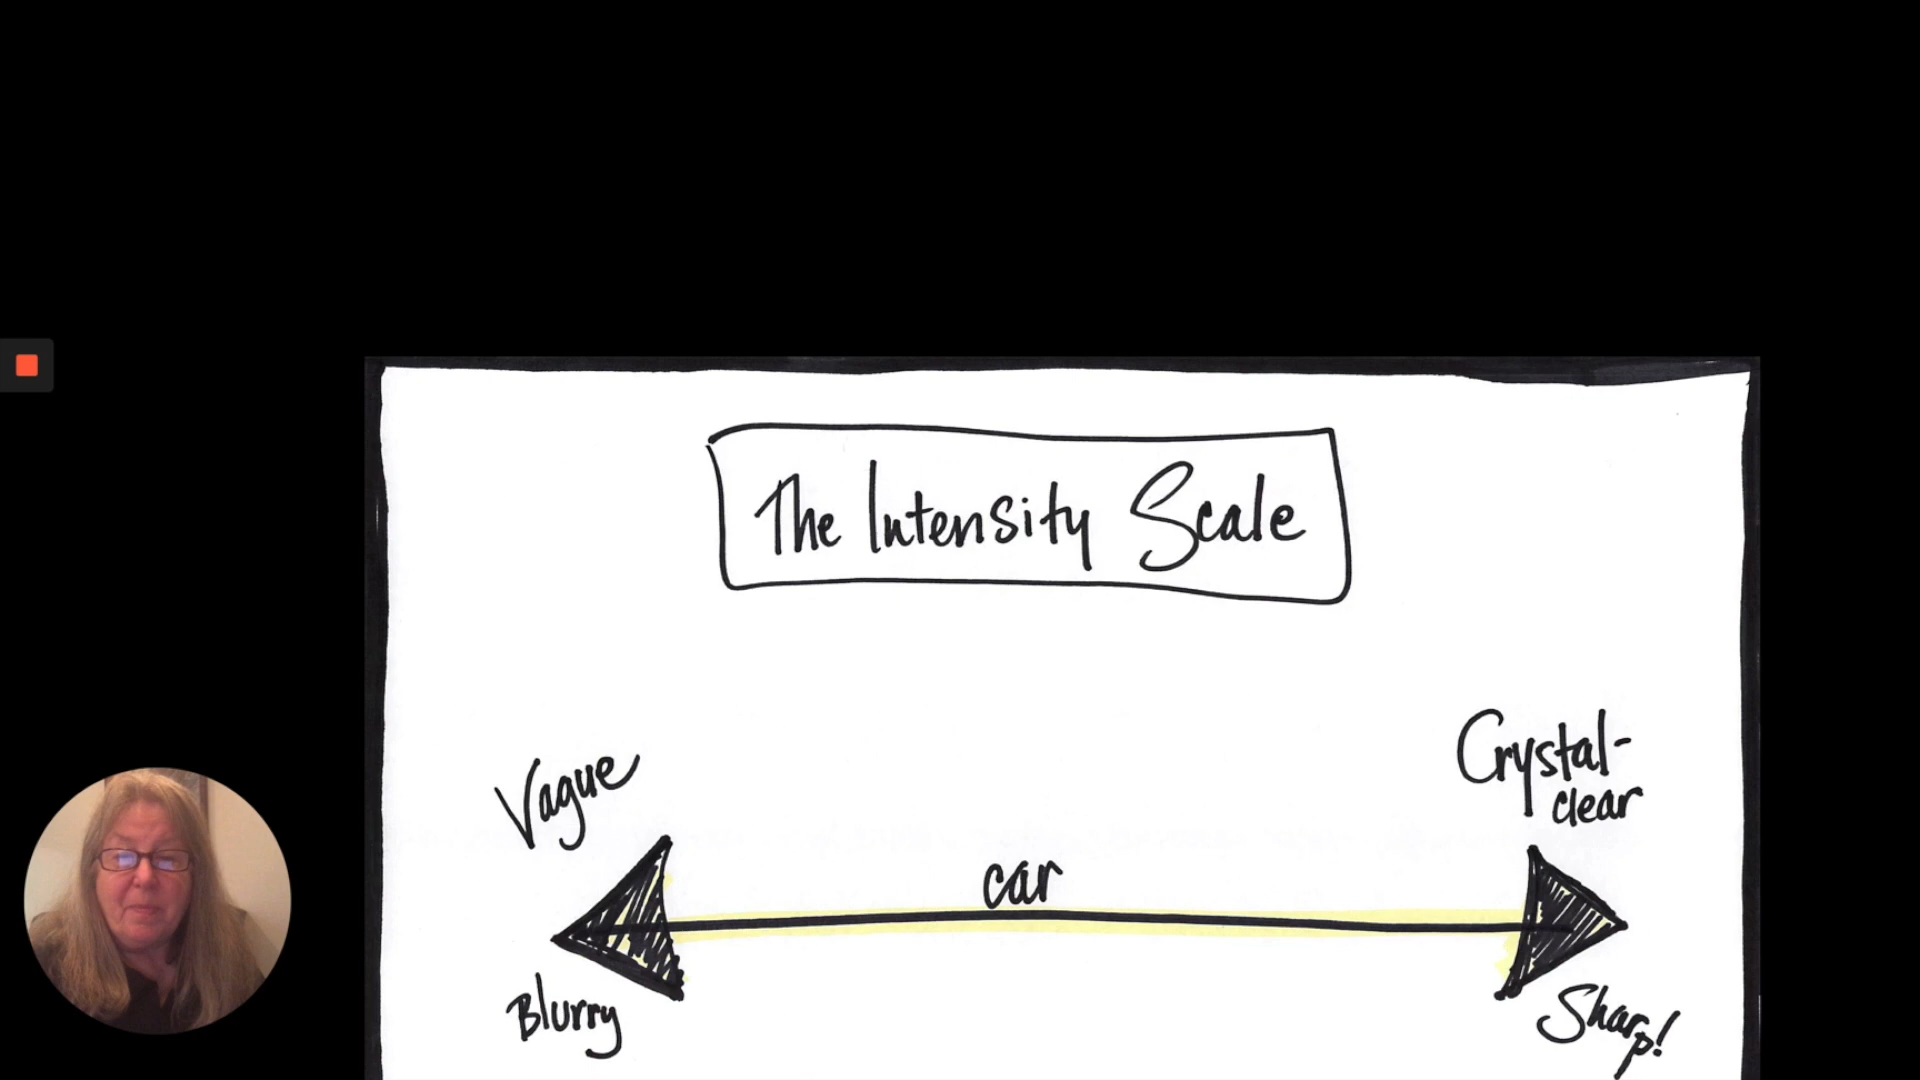 The Intensity Scale
Vague
Crystal-
clear
car
Blurry
Sharp!